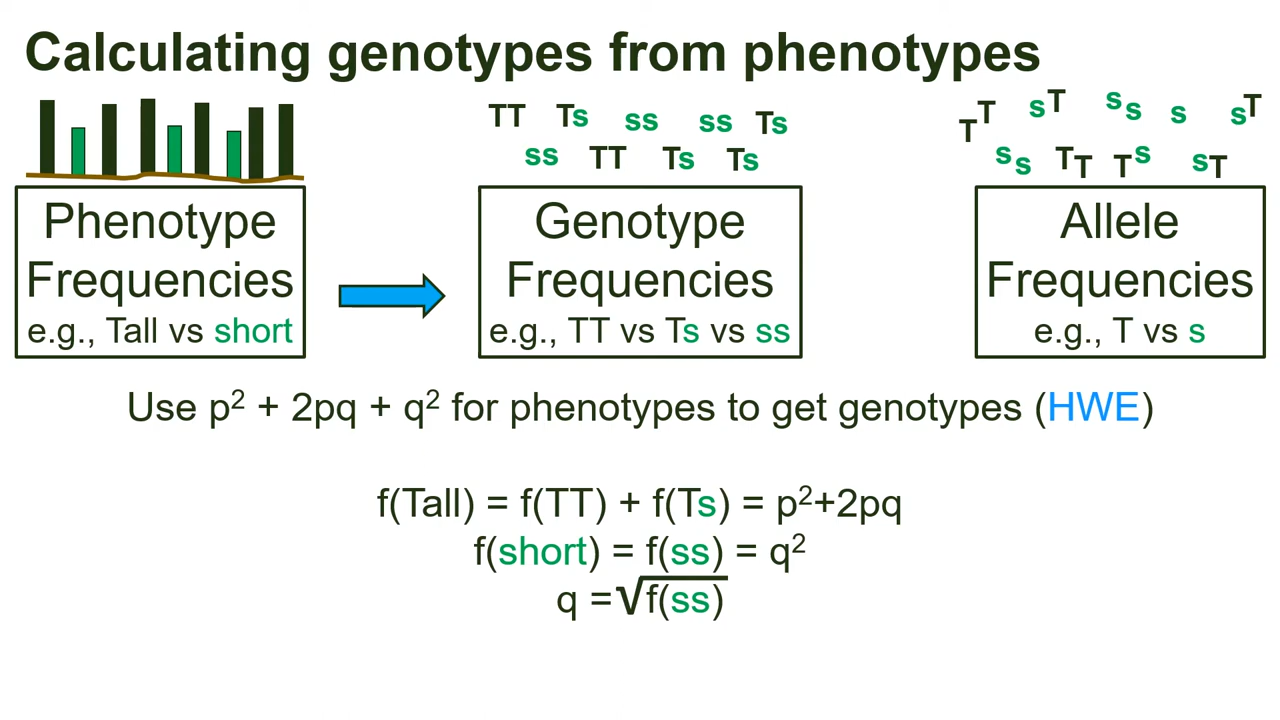 Calculating genotypes from phenotypes
TT Ts ss ss Ts
ss TT Ts Ts
T T s T s s s s T
s s T T T s s T
Phenotype
Frequencies
e.g., Tall vs short
Genotype
Frequencies
e.g., TT vs Ts vs ss
Allele
Frequencies
e.g., T vs s
Use p² + 2pq + q² for phenotypes to get genotypes (HWE)
f(Tall) = f(TT) + f(Ts) = p²+2pq
f(short) = f(ss) = q²
q =√f(ss)